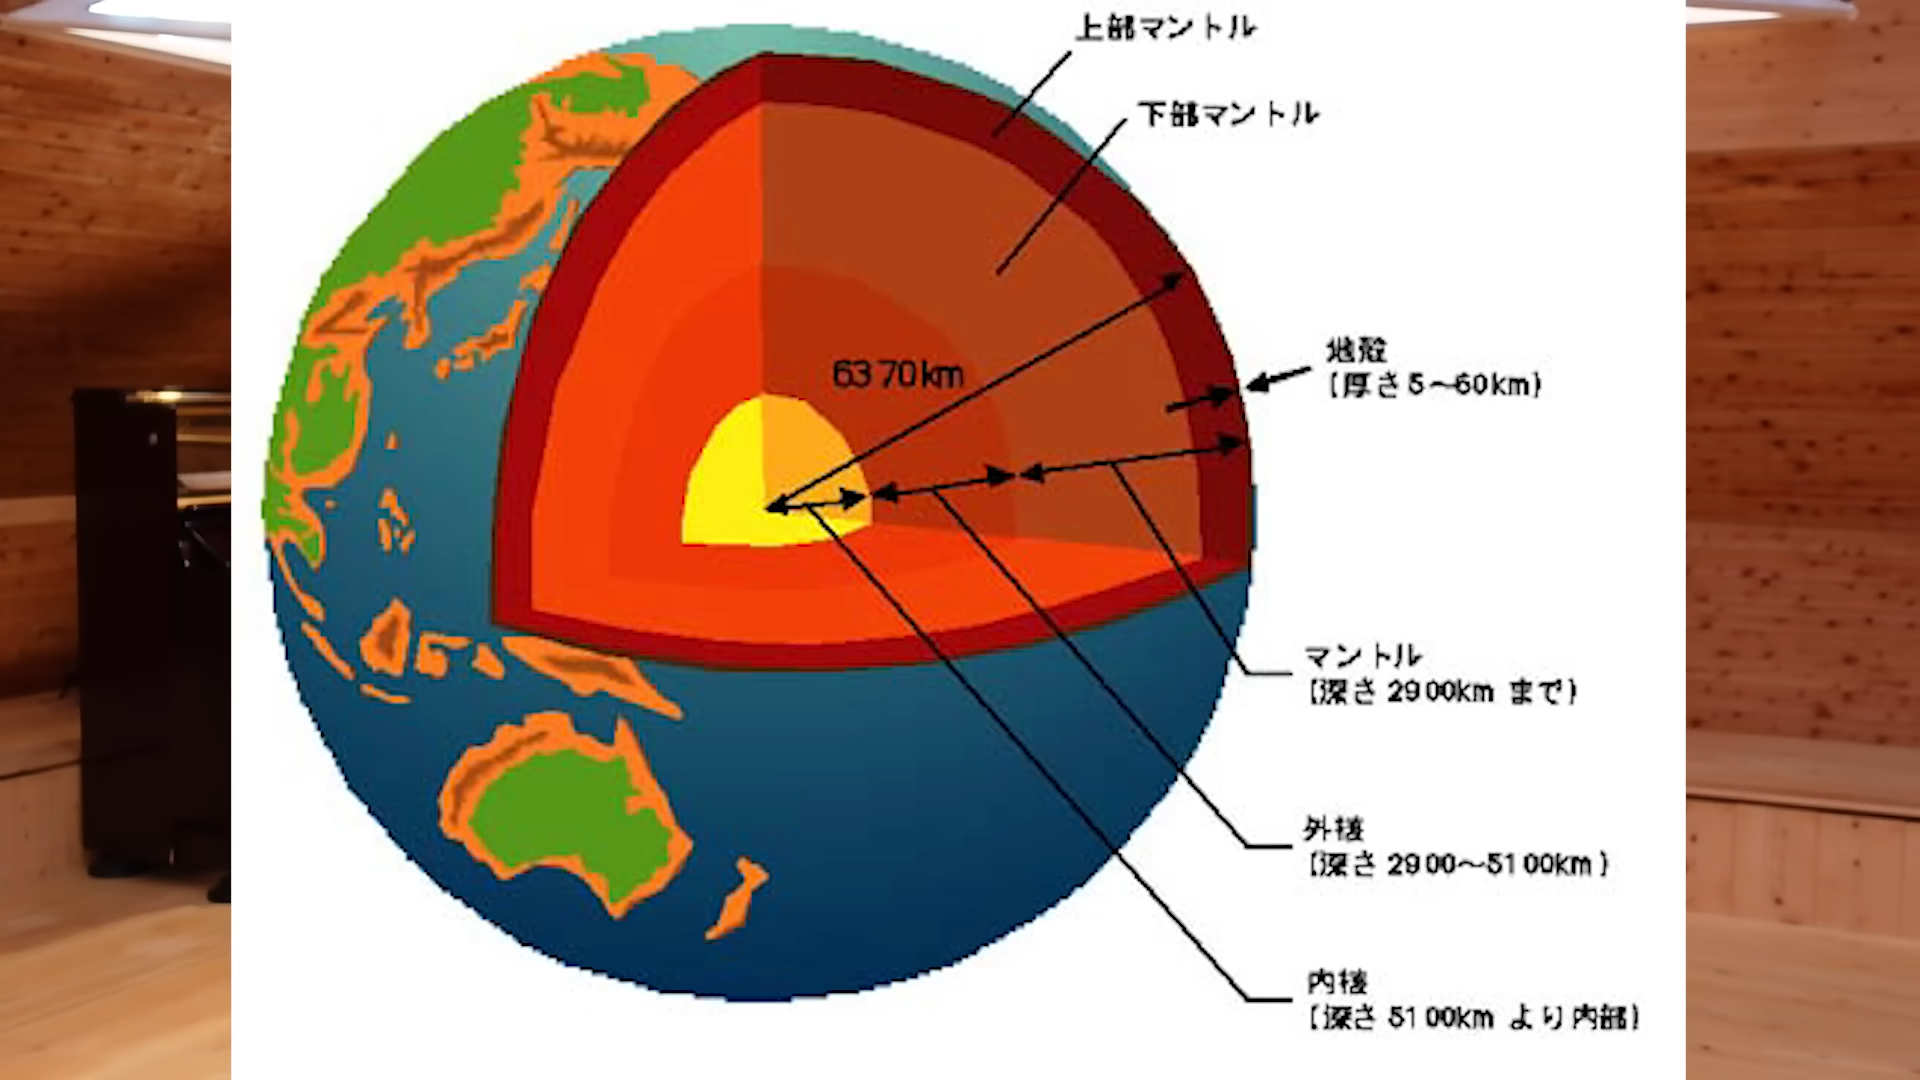 上部マントル
下部マントル
6370km
地殻
(厚さ5～60km)
マントル
(深さ2900kmまで)
外核
(深さ2900～5100km)
内核
(深さ5100kmより内部)